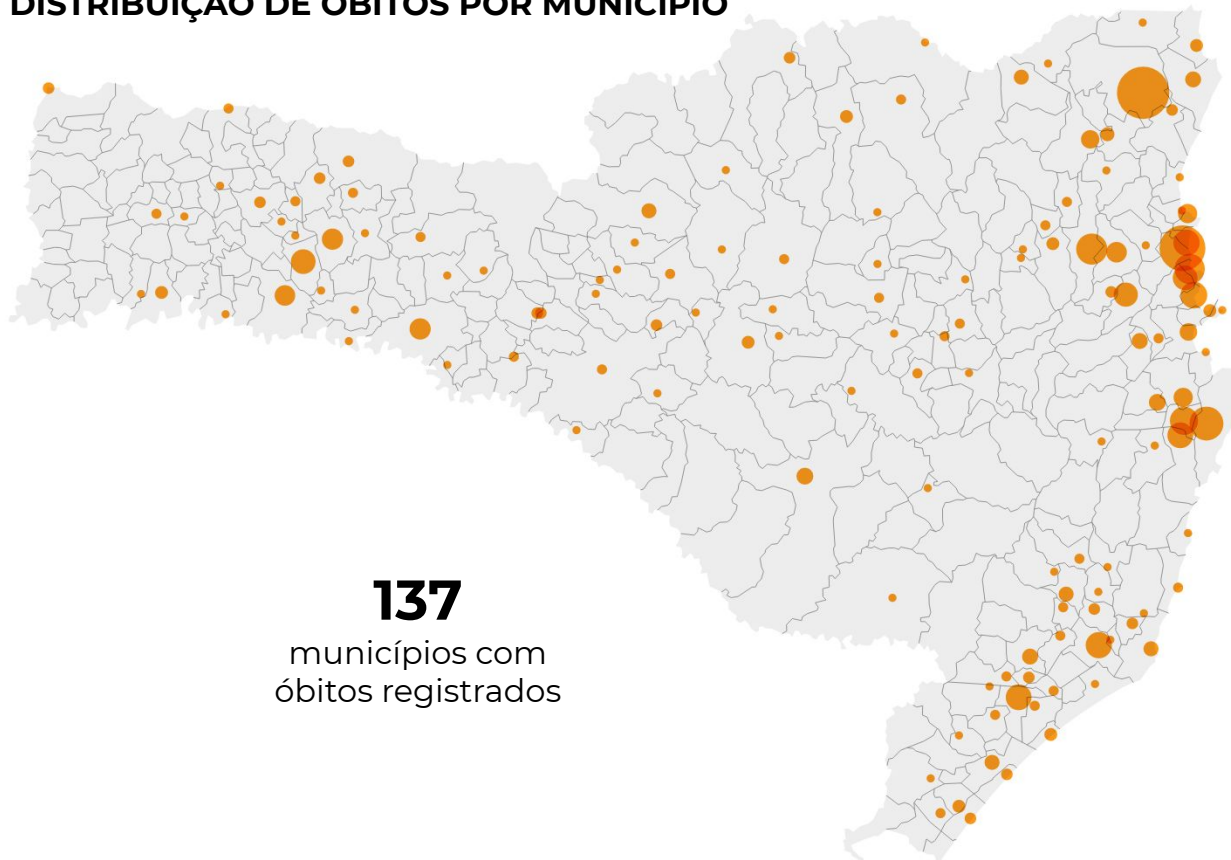 DISTRIBUIÇÃO DE ÓBITOS POR MUNICÍPIO
137
municípios com
óbitos registrados